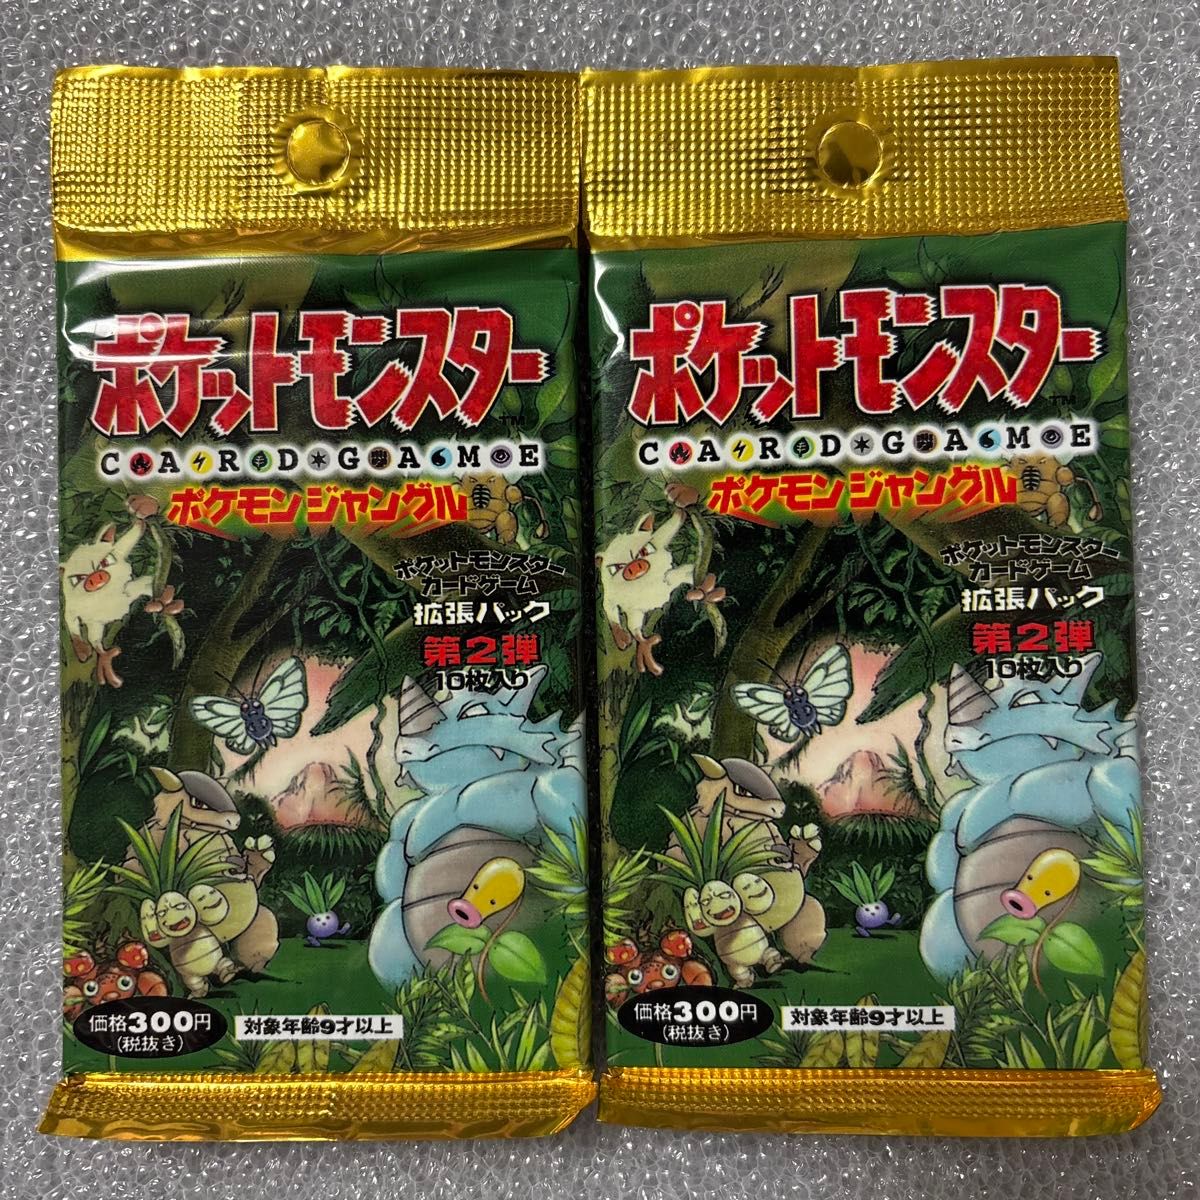 ポケットモンスター
TM
CARD GAME
ポケモンジャングル
ポケットモンスター
カードゲーム
拡張パック
第2弾
10枚入り
価格300円
(税抜き)
対象年齢9才以上
ポケットモンスター
TM
CARD GAME
ポケモンジャングル
ポケットモンスター
カードゲーム
拡張パック
第2弾
10枚入り
価格300円
(税抜き)
対象年齢9才以上